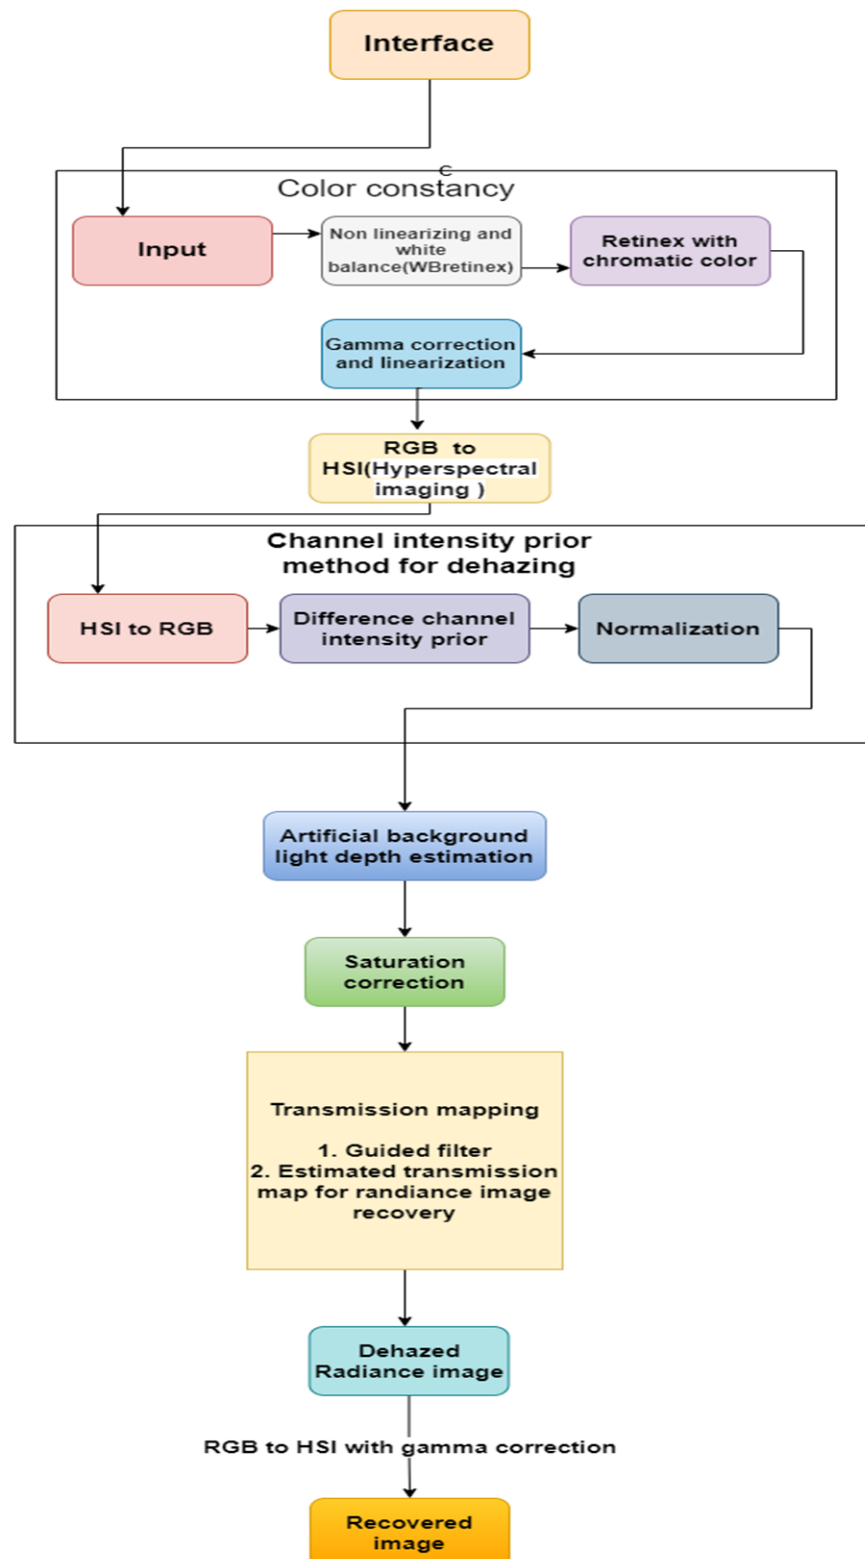 Interface
C
Color constancy
Input
Non linearizing and
white
balance(WBretinex)
Retinex with
chromatic color
Gamma correction
and linearization
RGB to
HSI(Hyperspectral
imaging )
Channel intensity prior
method for dehazing
HSI to RGB
Difference channel
intensity prior
Normalization
Artificial background
light depth estimation
Saturation
correction
Transmission mapping
1. Guided filter
2. Estimated transmission
map for randiance image
recovery
Dehazed
Radiance image
RGB to HSI with gamma correction
Recovered
image